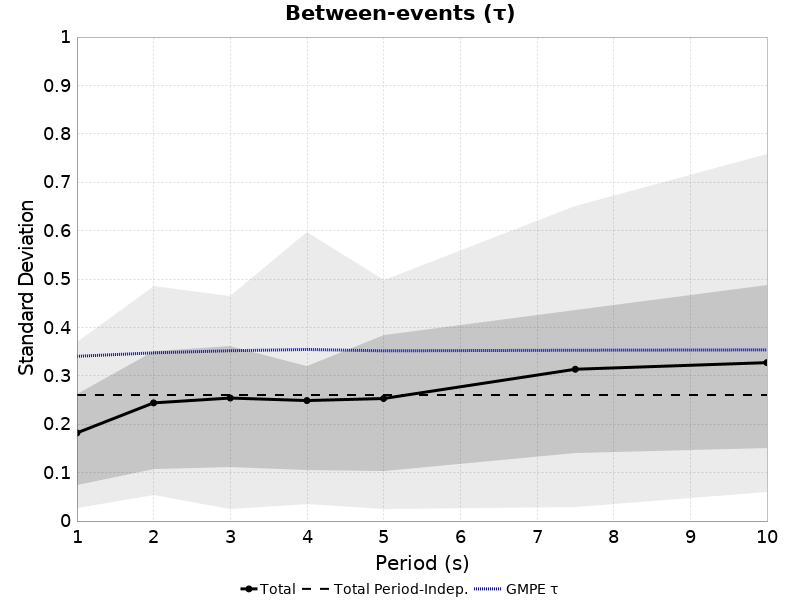 Between-events (τ)
Standard Deviation
1
0.9
0.8
0.7
0.6
0.5
0.4
0.3
0.2
0.1
0
1 2 3 4 5 6 7 8 9 10
Period (s)
Total Total Period-Indep. GMPE τ